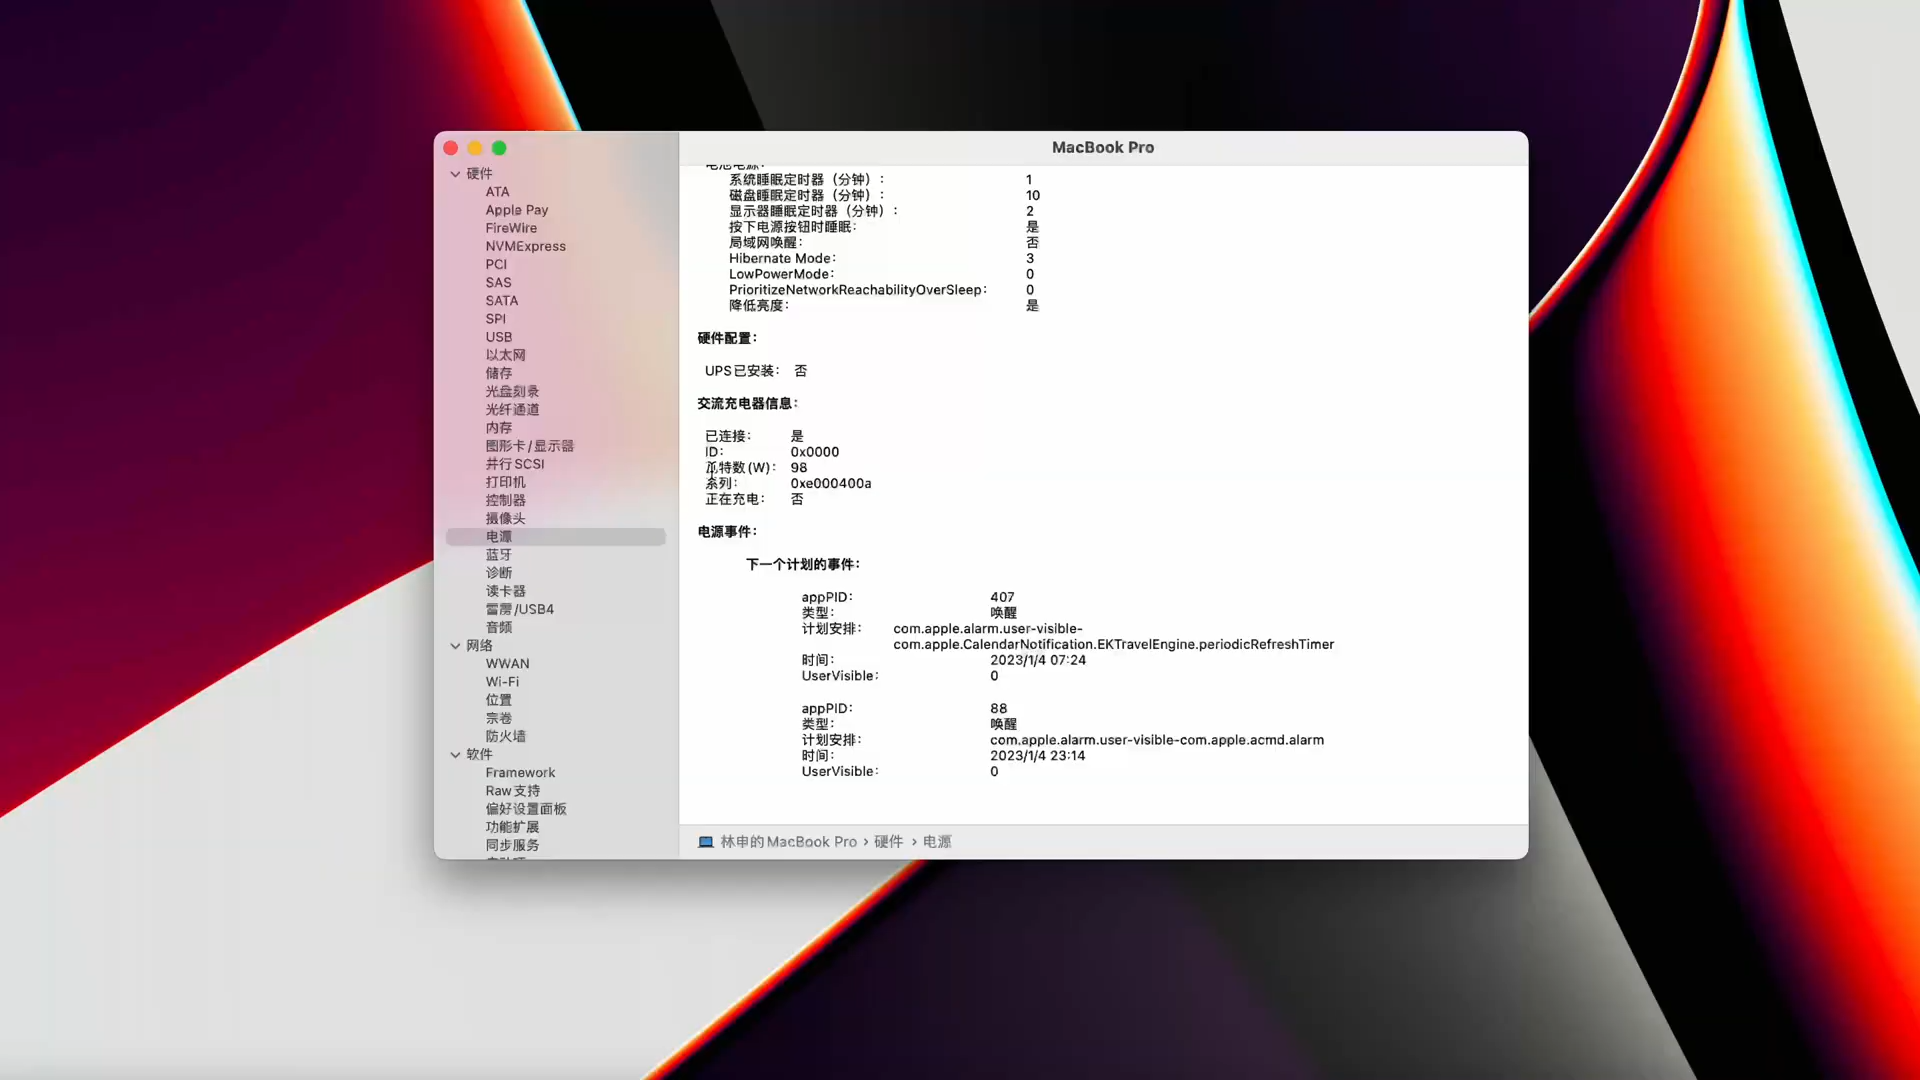 MacBook Pro
硬件
ATA
Apple Pay
FireWire
NVMExpress
PCI
SAS
SATA
SPI
USB
以太网
储存
光盘刻录
光纤通道
内存
图形卡/显示器
并行SCSI
打印机
控制器
摄像头
电源
蓝牙
诊断
读卡器
雷雳/USB4
音频
网络
WWAN
Wi-Fi
位置
宗卷
防火墙
软件
Framework
Raw支持
偏好设置面板
功能扩展
同步服务
电池电源：
系统睡眠定时器（分钟）： 1
磁盘睡眠定时器（分钟）： 10
显示器睡眠定时器（分钟）： 2
按下电源按钮时睡眠： 是
局域网唤醒： 否
Hibernate Mode： 3
LowPowerMode： 0
PrioritizeNetworkReachabilityOverSleep： 0
降低亮度： 是
硬件配置：
UPS已安装： 否
交流充电器信息：
已连接： 是
ID： 0x0000
瓦特数(W)： 98
系列： 0xe000400a
正在充电： 否
电源事件：
下一个计划的事件：
appPID： 407
类型： 唤醒
计划安排： com.apple.alarm.user-visible-
com.apple.CalendarNotification.EKTravelEngine.periodicRefreshTimer
时间： 2023/1/4 07:24
UserVisible： 0
appPID： 88
类型： 唤醒
计划安排： com.apple.alarm.user-visible-com.apple.acmd.alarm
时间： 2023/1/4 23:14
UserVisible： 0
林申的MacBook Pro › 硬件 › 电源